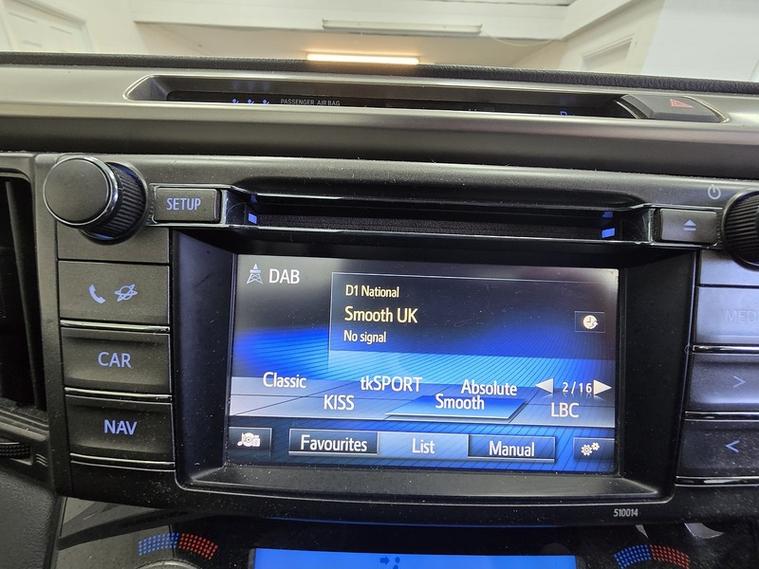 PASSENGER AIR BAG
SETUP
DAB
D1 National
Smooth UK
No signal
Classic tkSPORT Absolute 2/16
KISS Smooth LBC
Favourites List Manual
CAR
NAV
MED
> 
<
510014